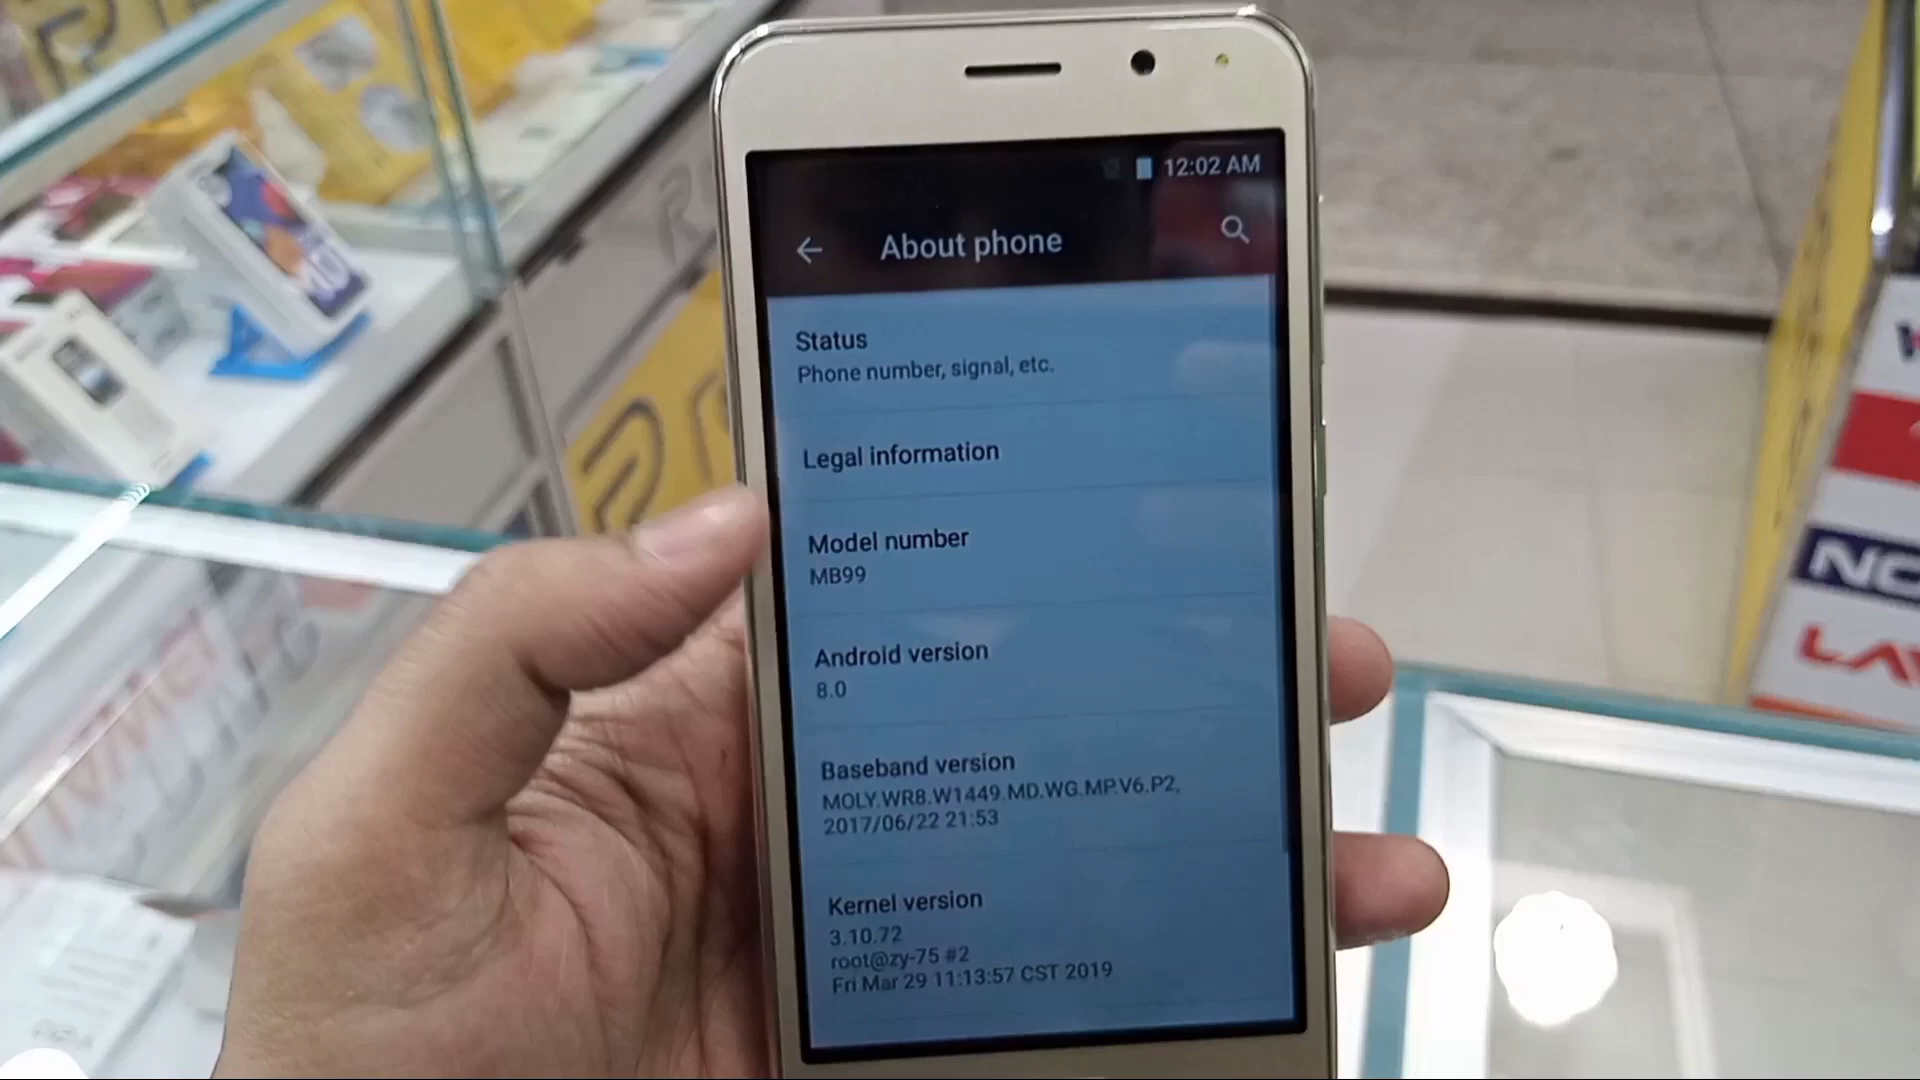 12:02 AM
About phone
Status
Phone number, signal, etc.
Legal information
Model number
MB99
Android version
8.0
Baseband version
MOLY.WR8.W1449.MD.WG.MP.V6.P2,
2017/06/22 21:53
Kernel version
3.10.72
root@zy-75 #2
Fri Mar 29 11:13:57 CST 2019